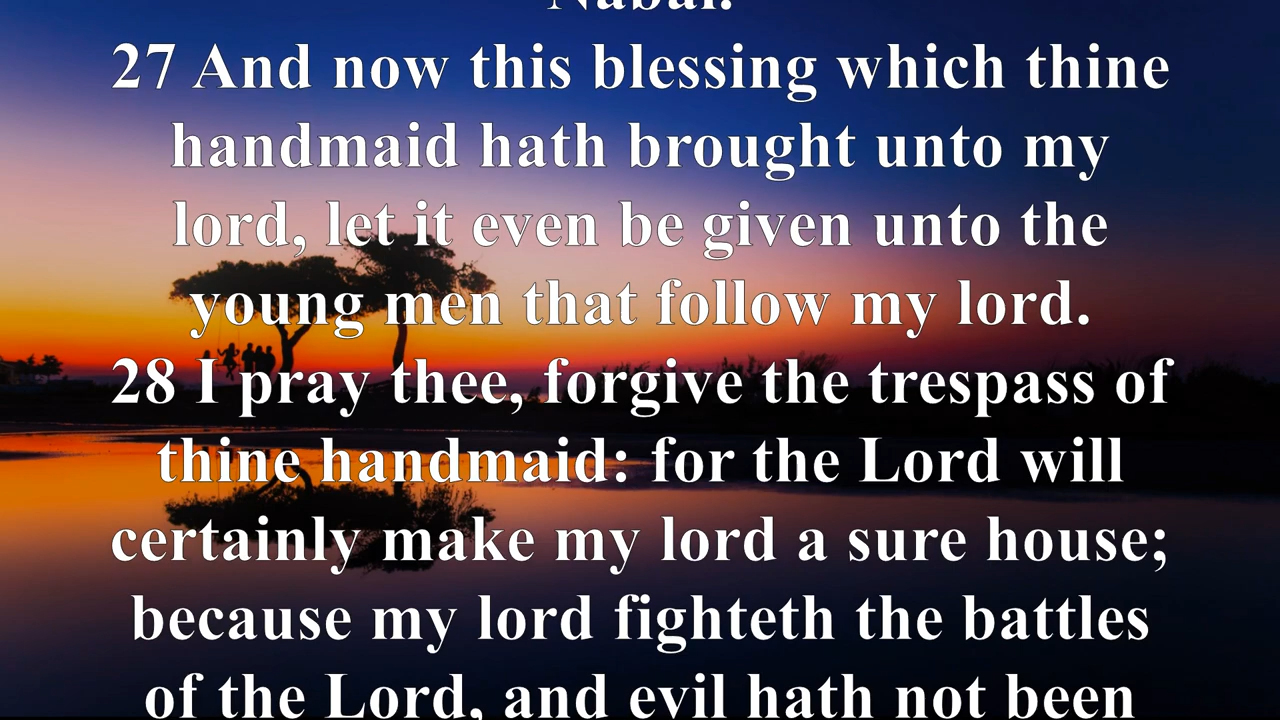 Nabal.
27 And now this blessing which thine
handmaid hath brought unto my
lord, let it even be given unto the
young men that follow my lord.
28 I pray thee, forgive the trespass of
thine handmaid: for the Lord will
certainly make my lord a sure house;
because my lord fighteth the battles
of the Lord, and evil hath not been